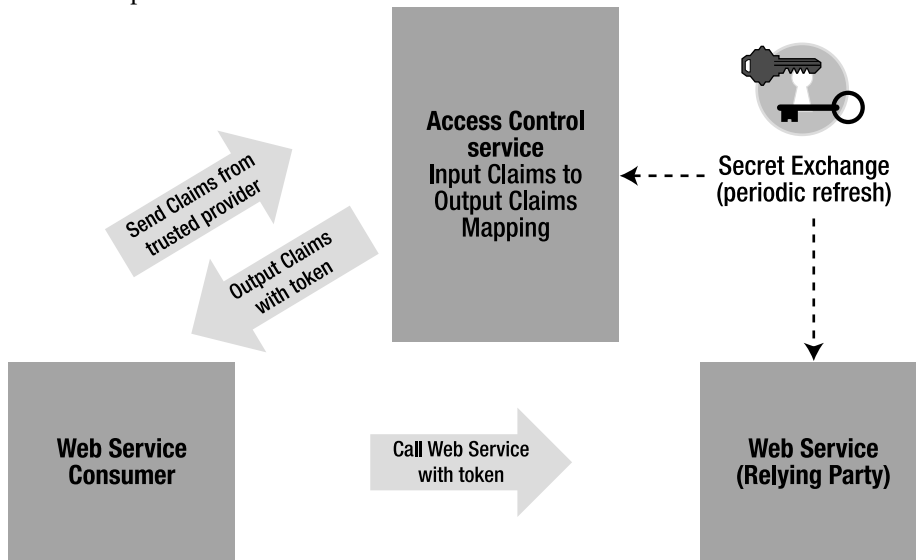 Access Control
service
Input Claims to
Output Claims
Mapping
Secret Exchange
(periodic refresh)
Send Claims from
trusted provider
Output Claims
with token
Web Service
Consumer
Call Web Service
with token
Web Service
(Relying Party)